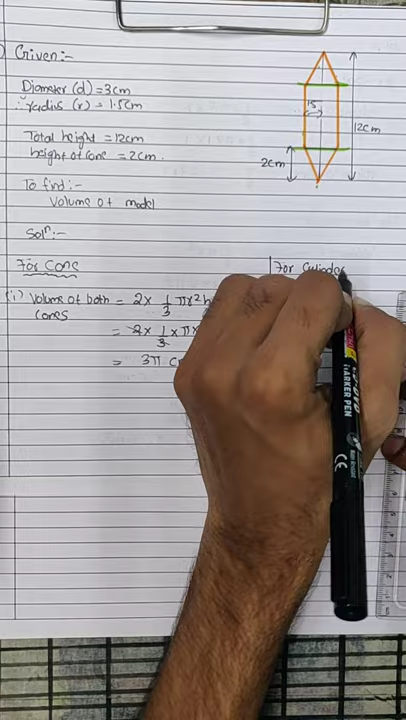 Given:-
Diameter (d) = 3cm
∴ radius (r) = 1.5cm
Total height = 12cm
height of cone = 2cm.
To find:-
Volume of model
Solⁿ:-
For Cone
(i) Volume of both = 2 × 1/3 πr²h
cones
= 2 × 1/3 × π×
= 3π c
15
12cm
2cm
For Cylinder
MARKER PEN
CE